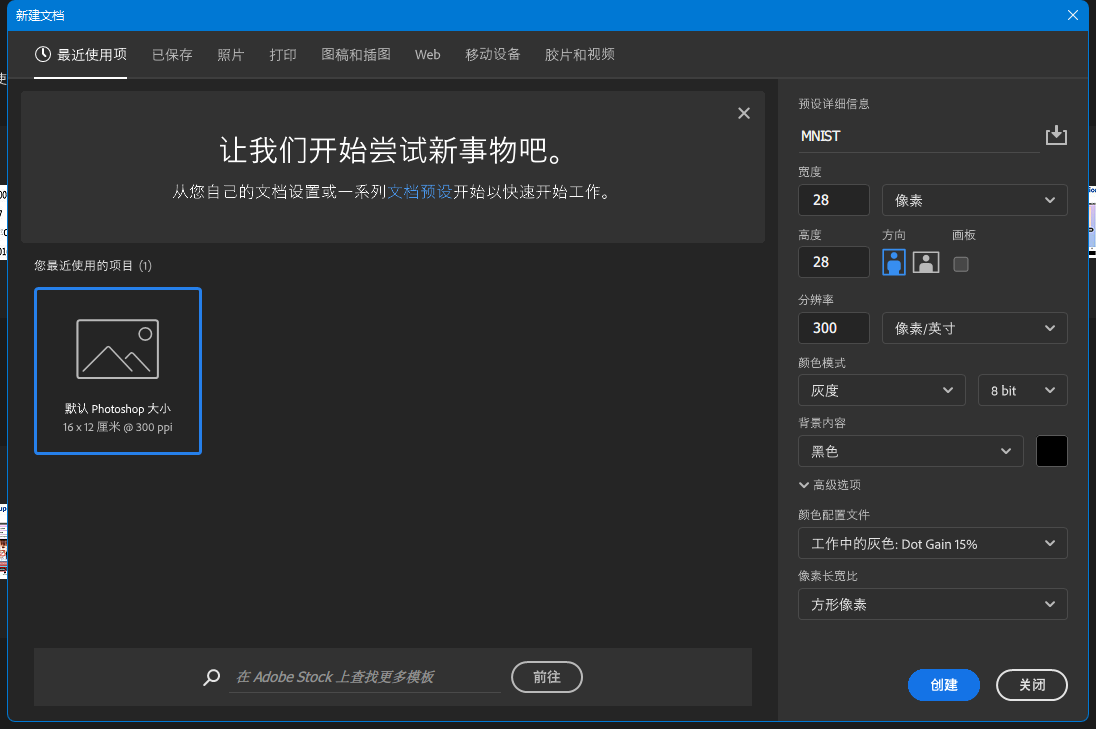 新建文档
最近使用项 已保存 照片 打印 图稿和插图 Web 移动设备 胶片和视频
让我们开始尝试新事物吧。
从您自己的文档设置或一系列文档预设开始以快速开始工作。
您最近使用的项目 (1)
默认 Photoshop 大小
16 x 12 厘米 @ 300 ppi
在 Adobe Stock 上查找更多模板
前往
预设详细信息
MNIST
宽度
28 像素
高度 方向 画板
28
分辨率
300 像素/英寸
颜色模式
灰度 8 bit
背景内容
黑色
高级选项
颜色配置文件
工作中的灰色: Dot Gain 15%
像素长宽比
方形像素
创建 关闭